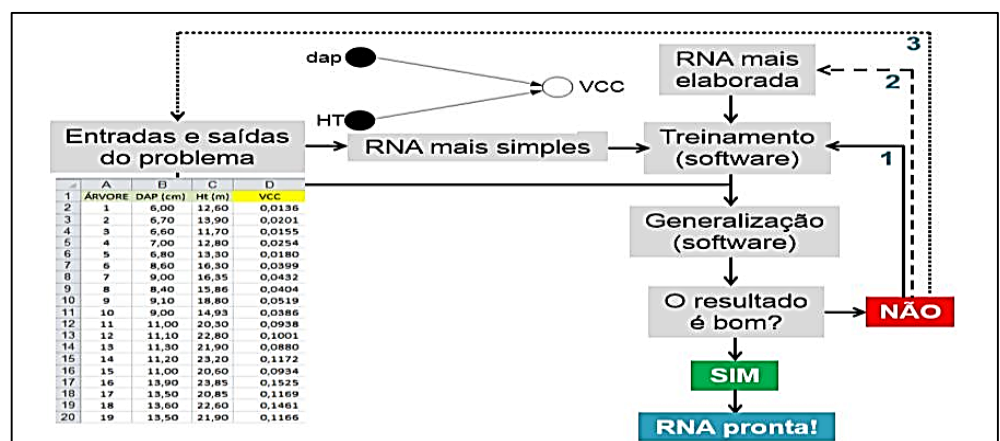 3
dap
VCC
HT
RNA mais
elaborada
2
Entradas e saídas
do problema
RNA mais simples
Treinamento
(software)
1
A B C D
1 ÁRVORE DAP (cm) Ht (m) VCC
2 1 6,00 12,60 0,0136
3 2 6,70 13,90 0,0201
4 3 6,60 11,70 0,0155
5 4 7,00 12,80 0,0254
6 5 6,80 13,30 0,0180
7 6 8,60 16,30 0,0399
8 7 9,00 16,35 0,0432
9 8 8,40 15,86 0,0404
10 9 9,10 18,80 0,0519
11 10 9,00 14,93 0,0386
12 11 11,00 20,30 0,0938
13 12 11,10 22,80 0,1001
14 13 11,30 21,90 0,0880
15 14 11,20 23,20 0,1172
16 15 11,00 20,60 0,0934
17 16 13,90 23,85 0,1525
18 17 13,50 20,85 0,1169
19 18 13,60 22,60 0,1461
20 19 13,50 21,90 0,1166
Generalização
(software)
O resultado
é bom?
NÃO
SIM
RNA pronta!